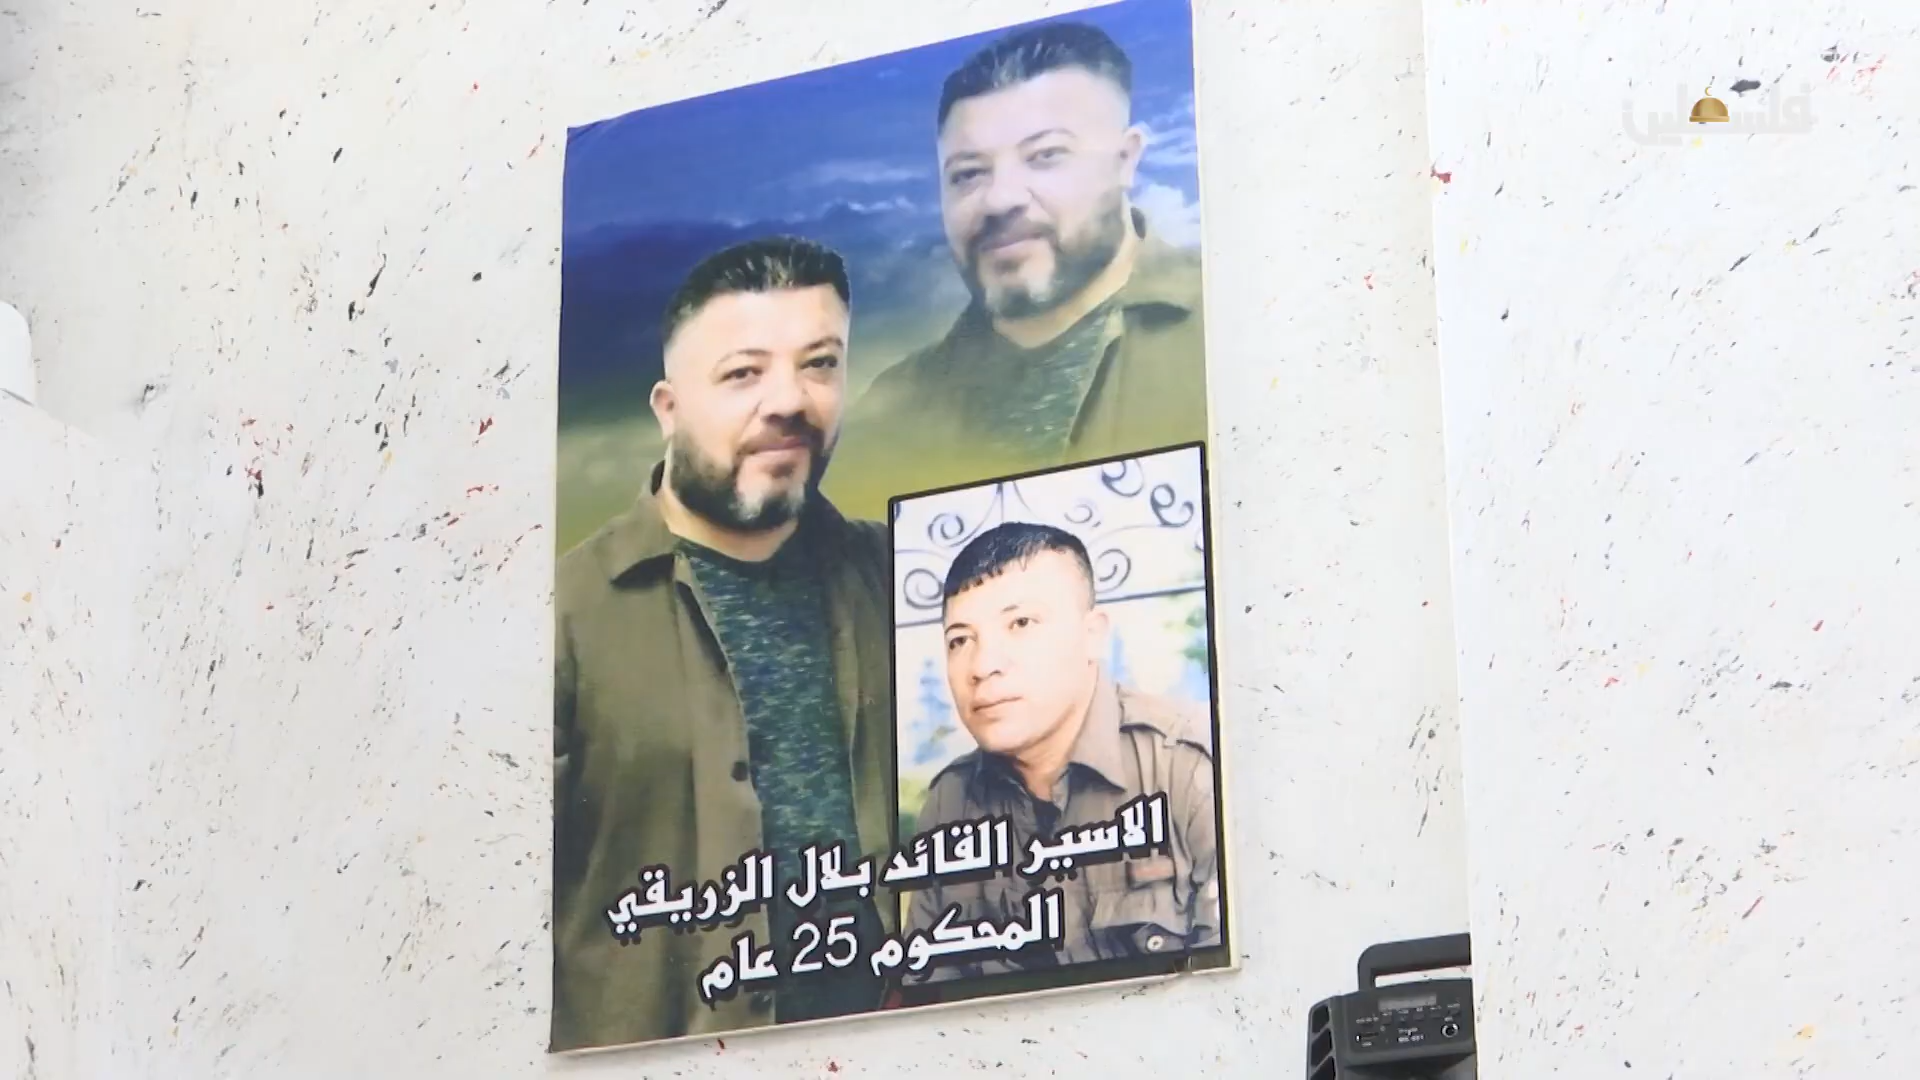 فلسطين
الاسير القائد بلال الزريقي
المحكوم 25 عام